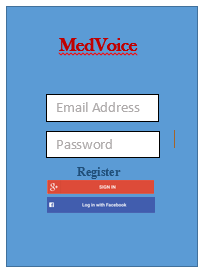 MedVoice
Email Address
Password
Register
g+ SIGN IN
f Log in with Facebook